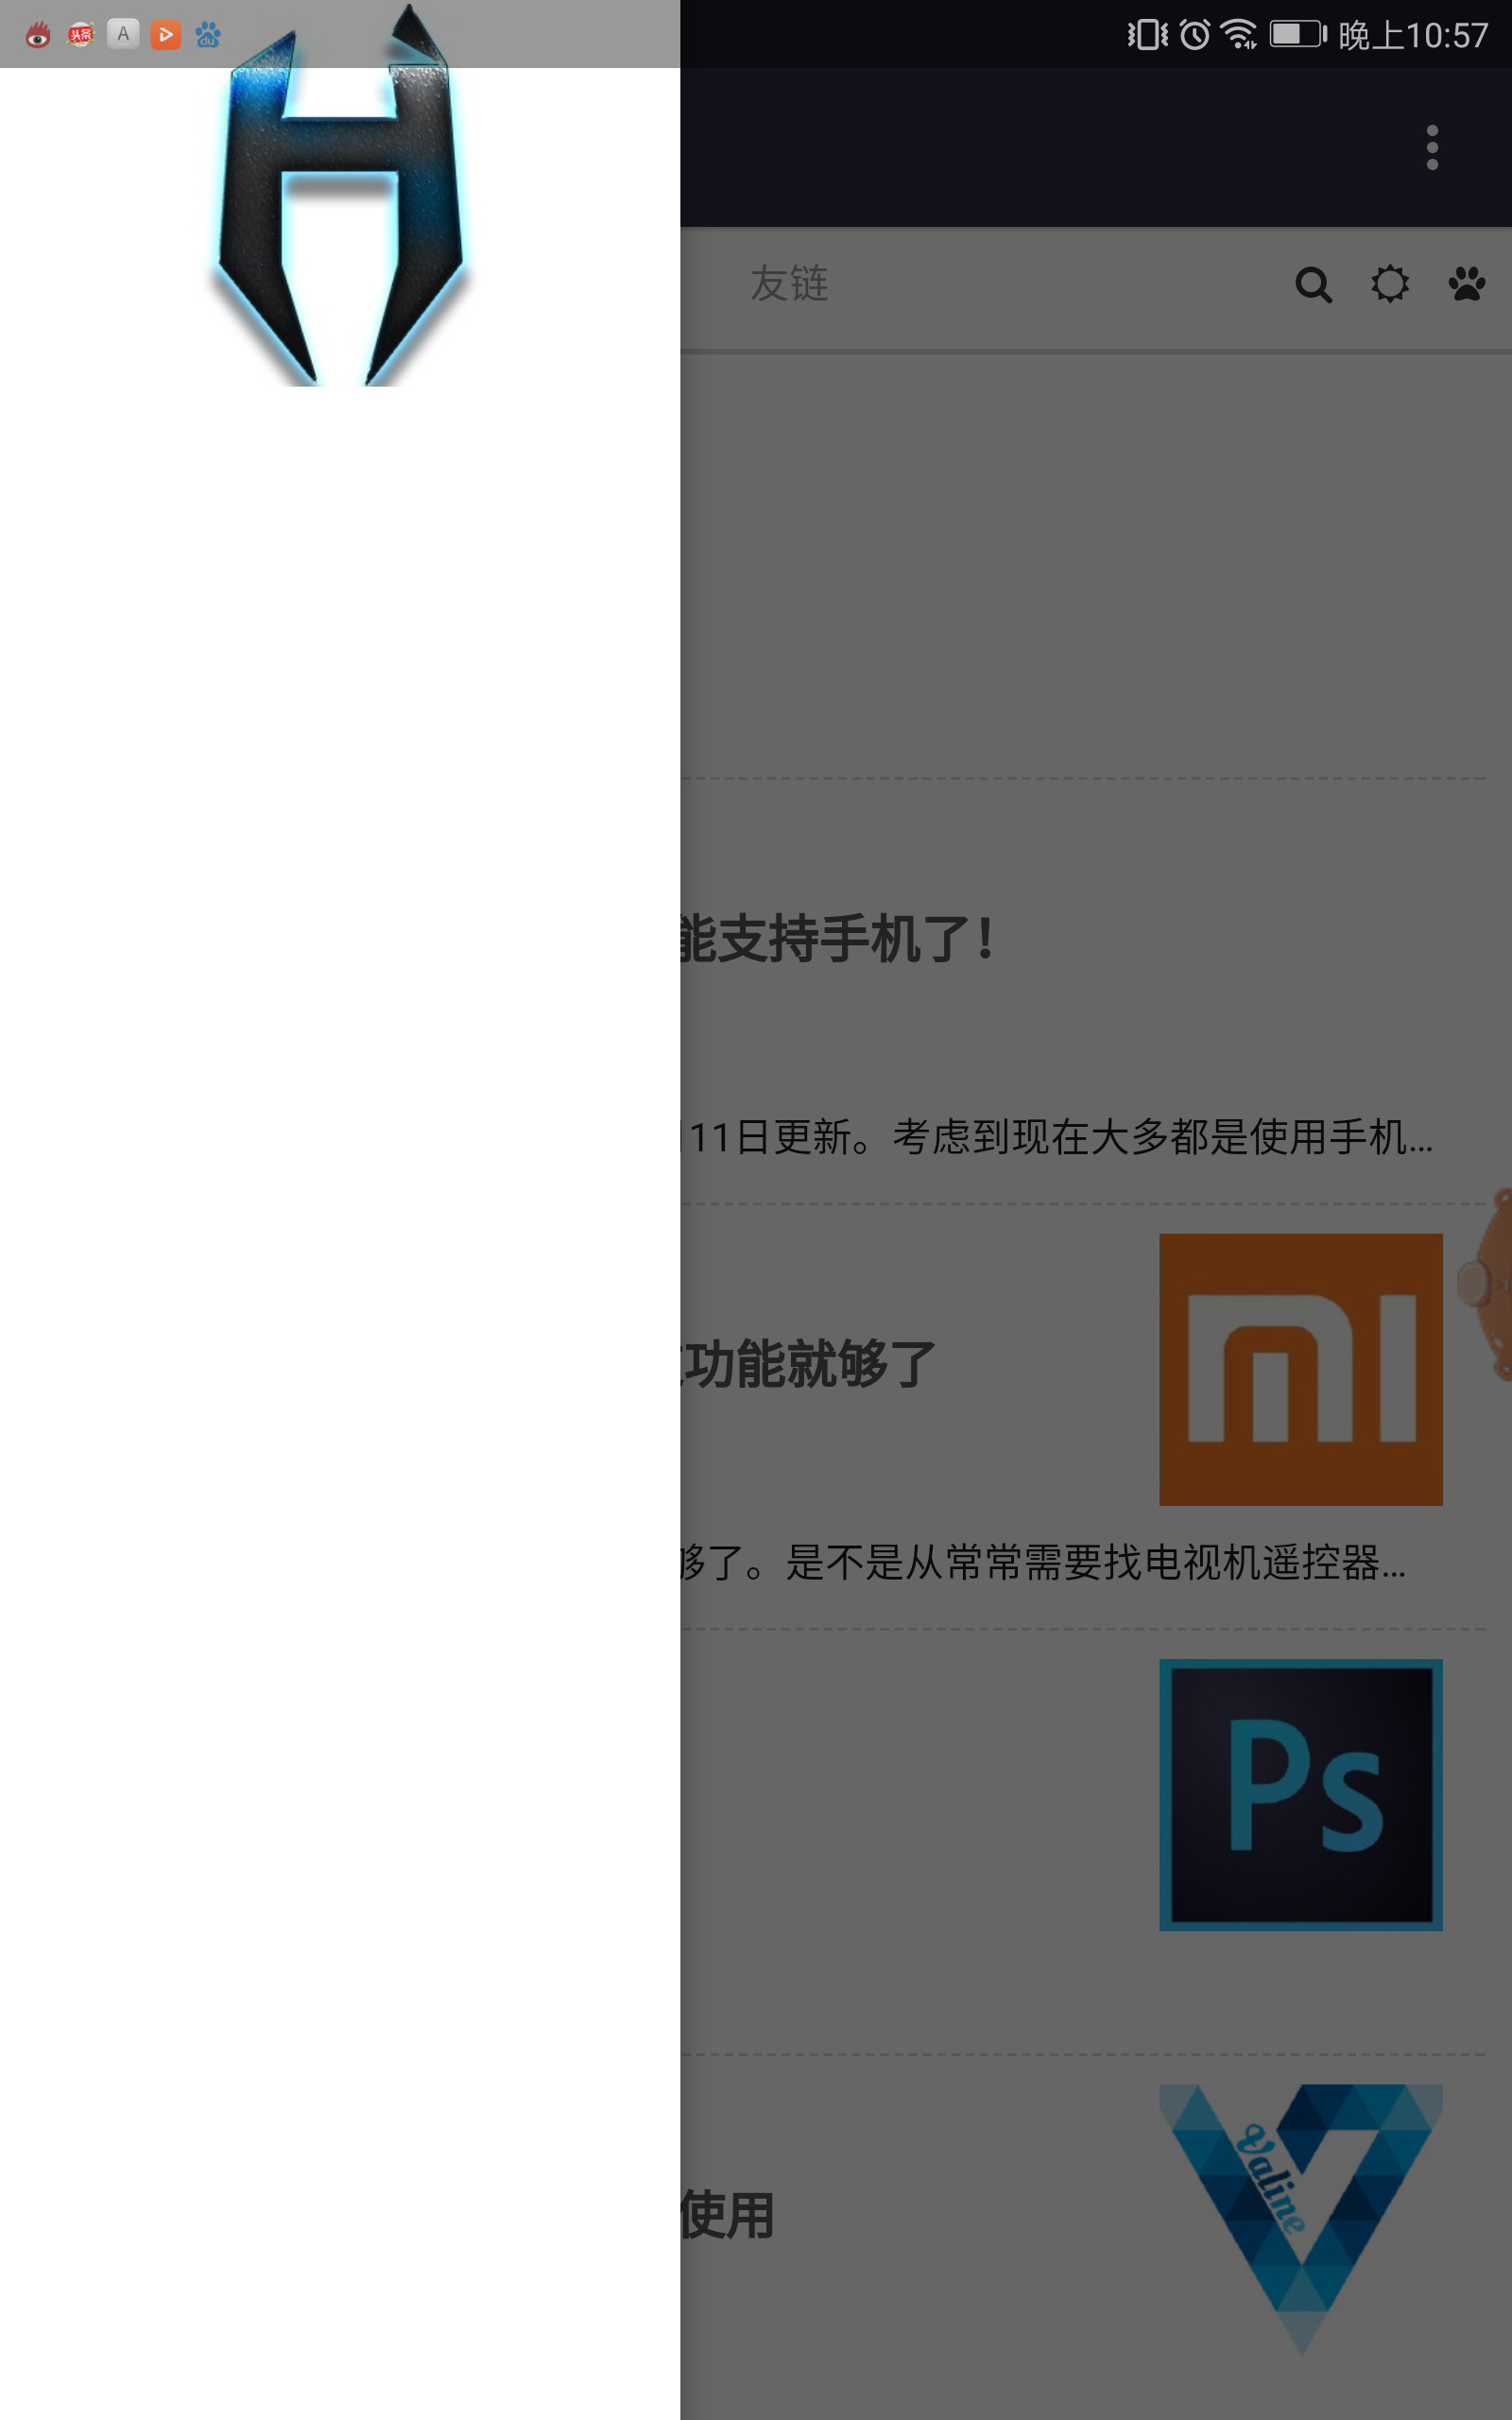 头条
A
du
晚上10:57
H
友链
能支持手机了!
11日更新。考虑到现在大多都是使用手机...
功能就够了
够了。是不是从常常需要找电视机遥控器...
Ps
Valine
使用